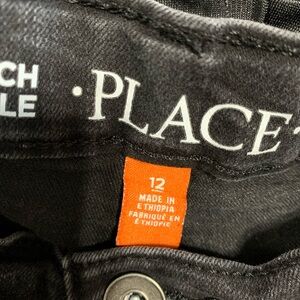 CH
LE
·PLACE
12
MADE IN
ETHIOPIA
FABRIQUÉ EN
ÉTHIOPIE